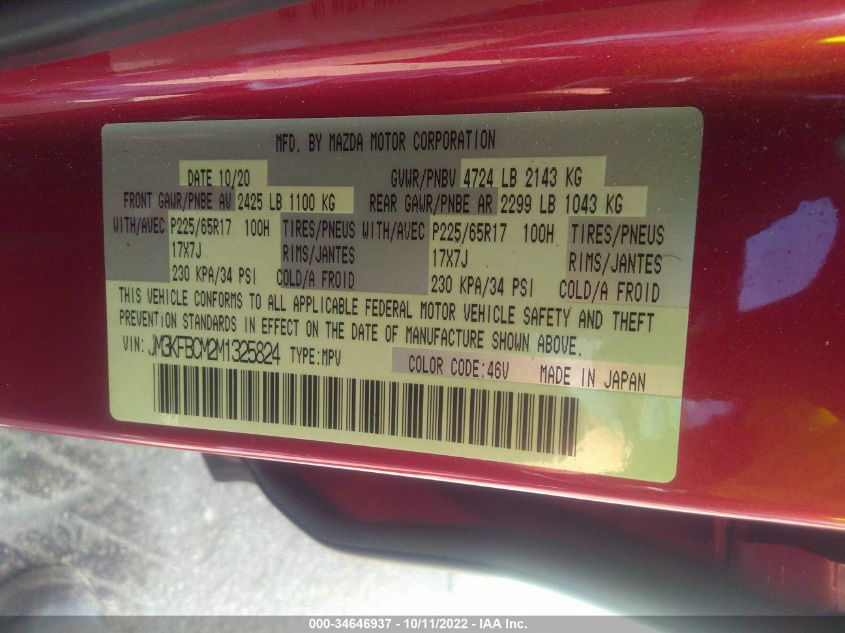 MFD. BY MAZDA MOTOR CORPORATION
DATE 10/20 GVWR/PNBV 4724 LB 2143 KG
FRONT GAWR/PNBE AV 2425 LB 1100 KG REAR GAWR/PNBE AR 2299 LB 1043 KG
WITH/AVEC P225/65R17 100H TIRES/PNEUS WITH/AVEC P225/65R17 100H TIRES/PNEUS
17X7J RIMS/JANTES 17X7J RIMS/JANTES
230 KPA/34 PSI COLD/A FROID 230 KPA/34 PSI COLD/A FROID
THIS VEHICLE CONFORMS TO ALL APPLICABLE FEDERAL MOTOR VEHICLE SAFETY AND THEFT
PREVENTION STANDARDS IN EFFECT ON THE DATE OF MANUFACTURE SHOWN ABOVE.
VIN: JM3KFBCM2M1325824 TYPE:MPV COLOR CODE:46V MADE IN JAPAN
000-34646937 - 10/11/2022 - IAA Inc.